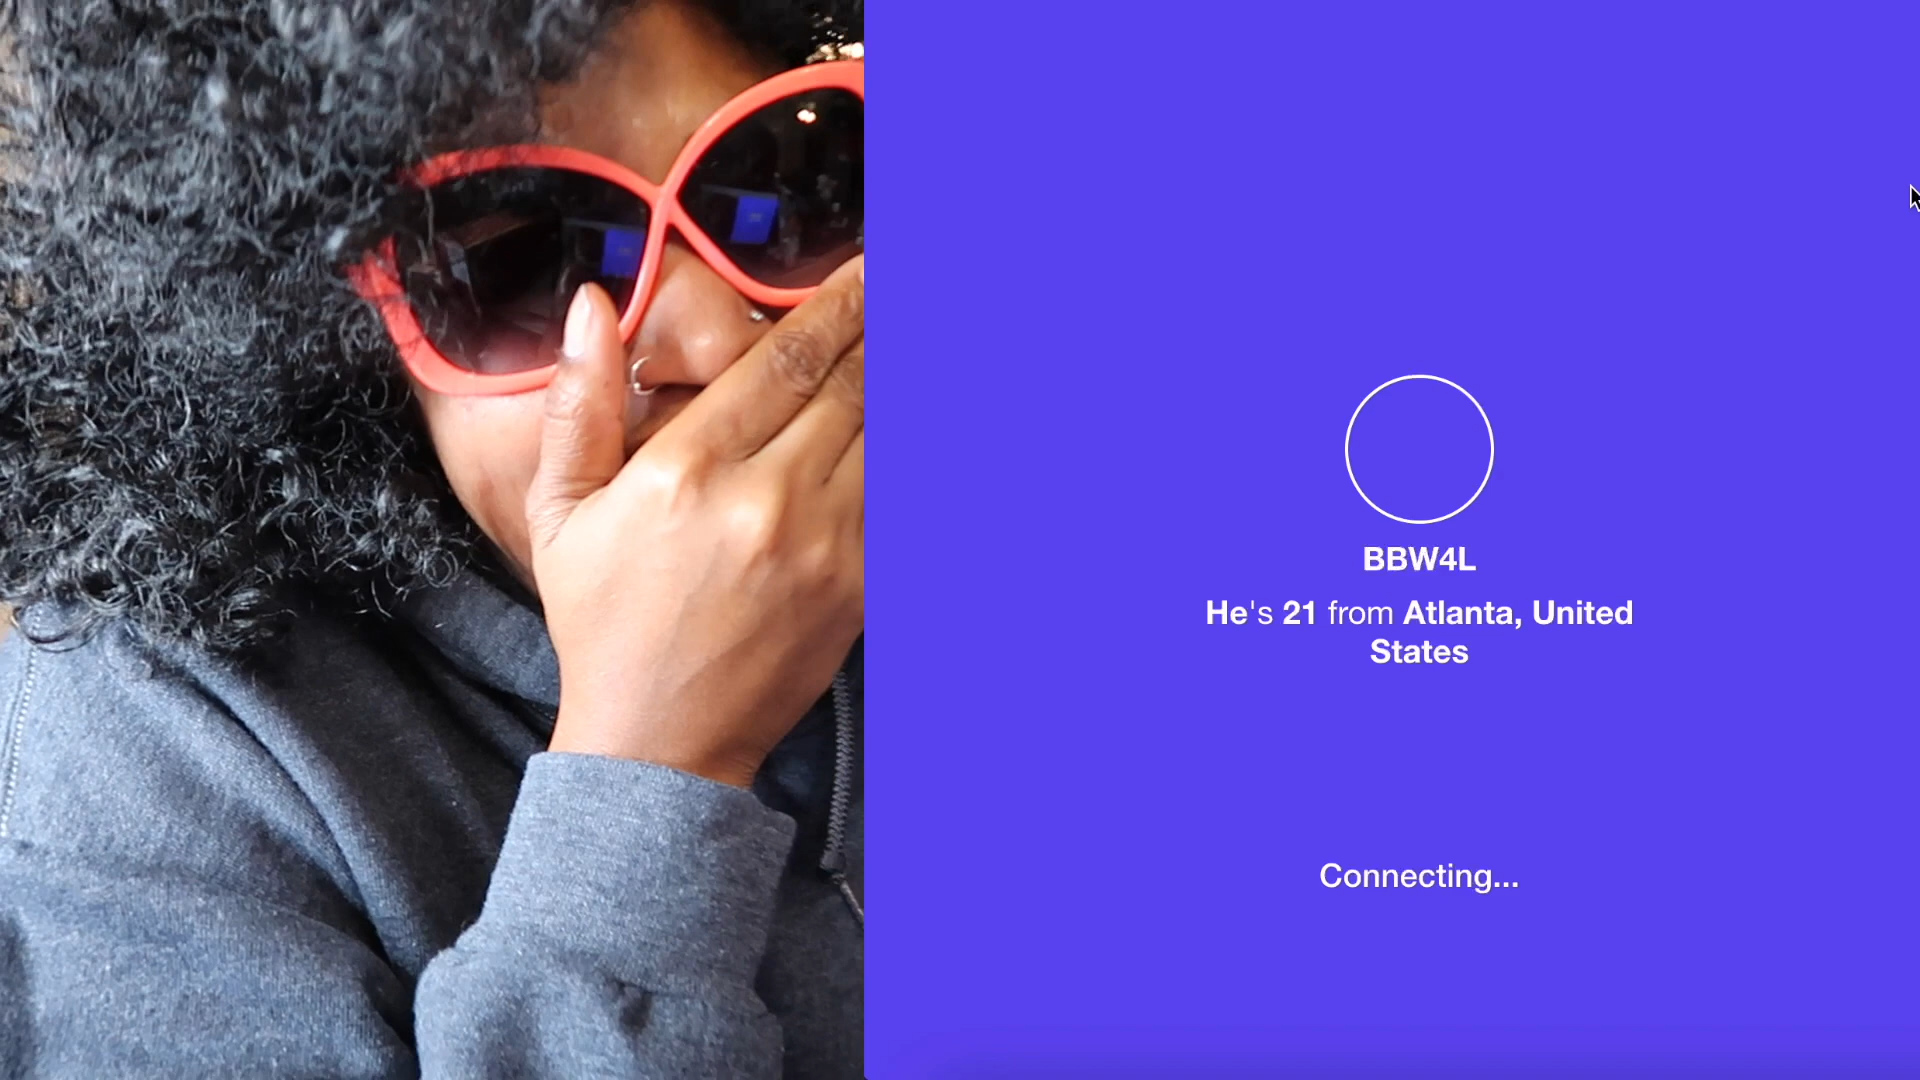 BBW4L
He's 21 from Atlanta, United
States
Connecting...